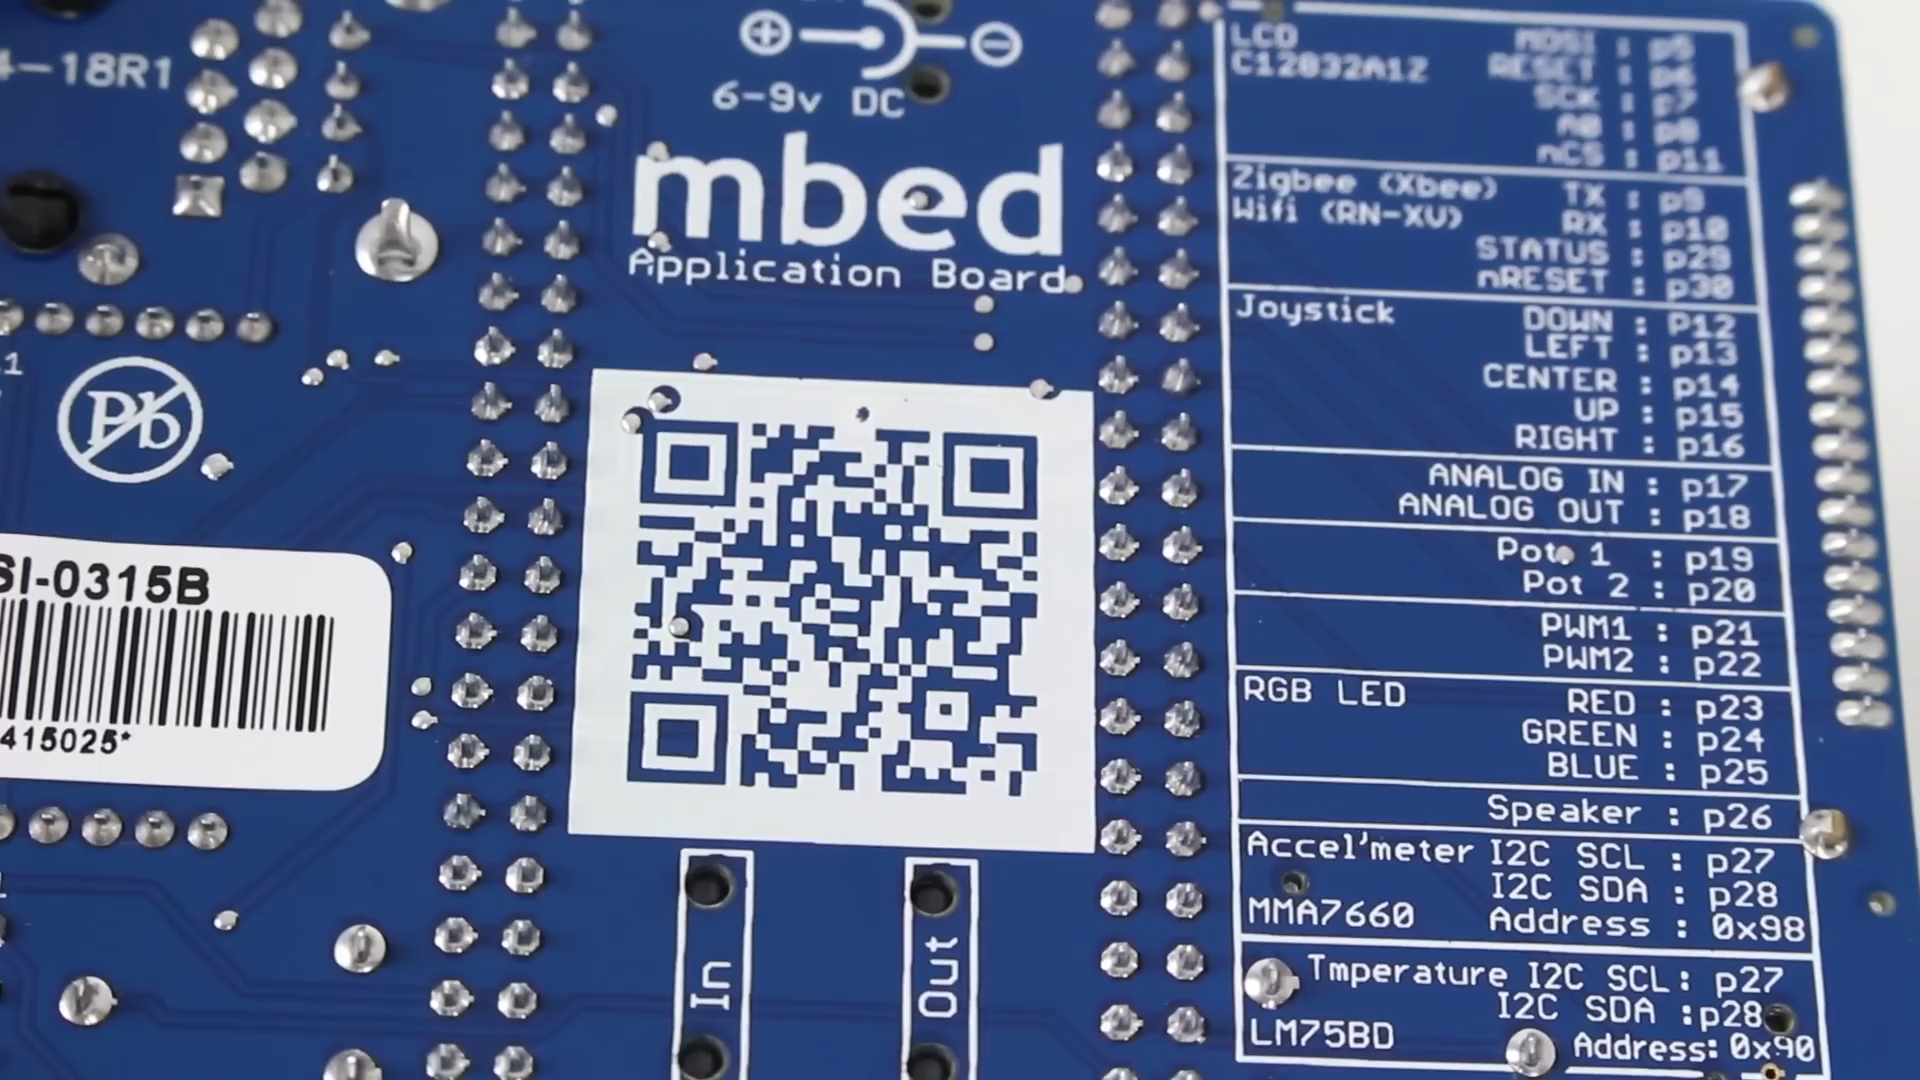 4-18R1
6-9v DC
mbed
Application Board
Pb
SI-0315B
415025*
In
Out
LCD MOSI : p5
C12832A1Z RESET : p6
SCK : p7
A0 : p8
nCS : p11
Zigbee (Xbee) TX : p9
Wifi (RN-XV) RX : p10
STATUS : p29
nRESET : p30
Joystick DOWN : P12
LEFT : p13
CENTER : p14
UP : p15
RIGHT : p16
ANALOG IN : p17
ANALOG OUT : p18
Pot 1 : p19
Pot 2 : p20
PWM1 : p21
PWM2 : p22
RGB LED RED : p23
GREEN : p24
BLUE : p25
Speaker : p26
Accel'meter I2C SCL : p27
I2C SDA : p28
MMA7660 Address : 0x98
Tmperature I2C SCL: p27
I2C SDA :p28
LM75BD Address: 0x90